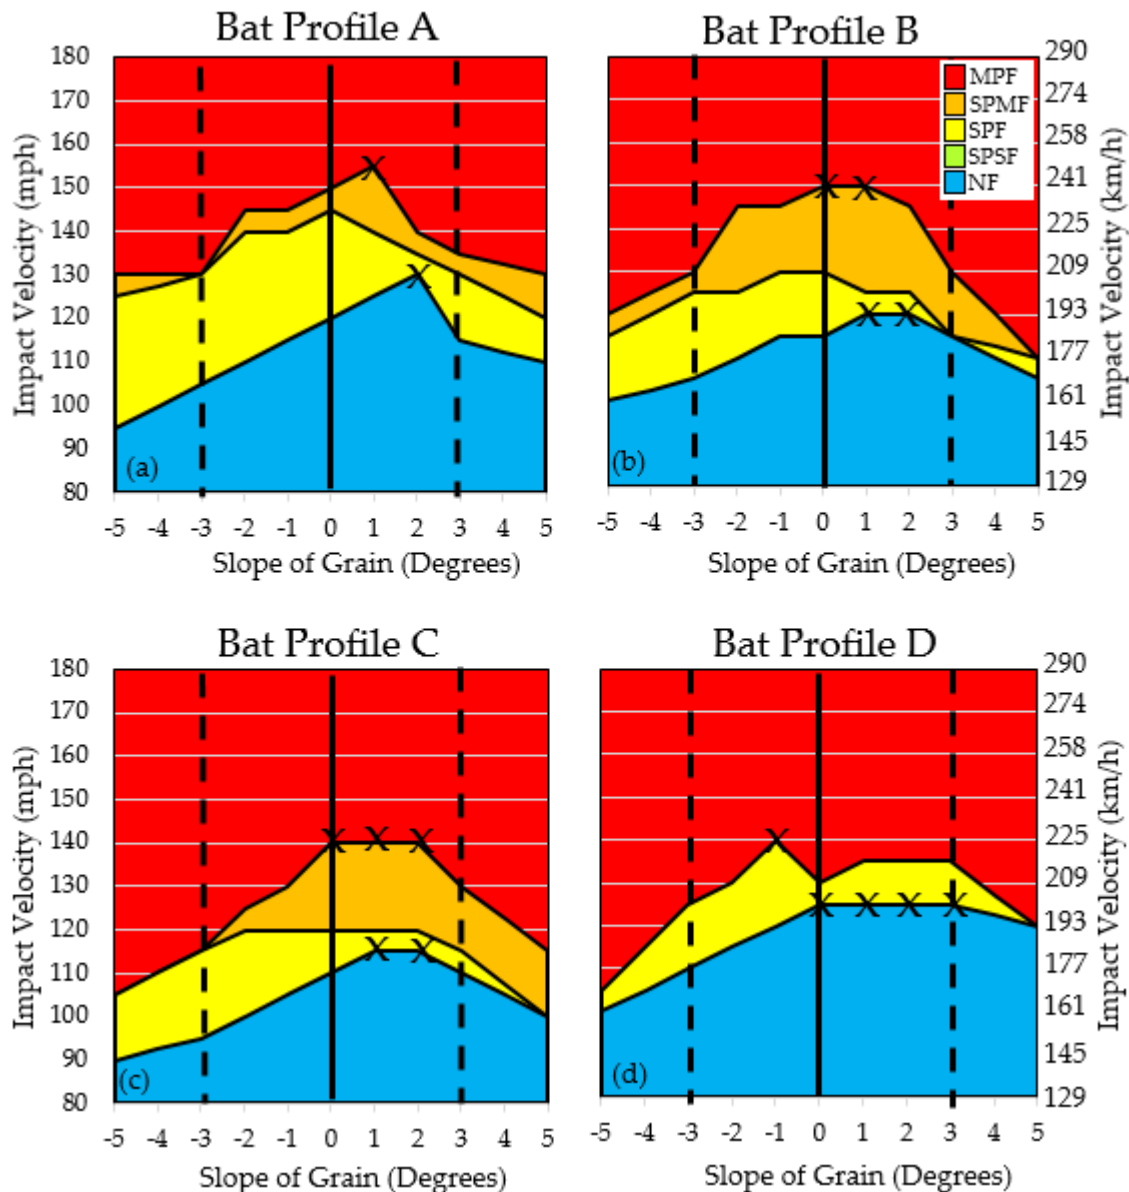 Bat Profile A
Bat Profile B
180
170
160
150
140
130
120
110
100
90
80
Impact Velocity (mph)
(a)
-5 -3 -1 0 1 2 3 5
Slope of Grain (Degrees)
MPF
SPMF
SPF
SPSF
NF
X
X
X X
X X
(b)
-5 -3 -2 -1 0 1 2 3 5
Slope of Grain (Degrees)
290
274
258
241
225
209
193
177
161
145
129
Impact Velocity (km/h)
Bat Profile C
Bat Profile D
180
170
160
150
140
130
120
110
100
90
80
Impact Velocity (mph)
X X X
X X
(c)
-5 -4 -3 -2 -1 0 1 2 3 4 5
Slope of Grain (Degrees)
X
X X X X
(d)
-5 -4 -3 -2 -1 0 1 2 3 4 5
Slope of Grain (Degrees)
290
274
258
241
225
209
193
177
161
145
129
Impact Velocity (km/h)